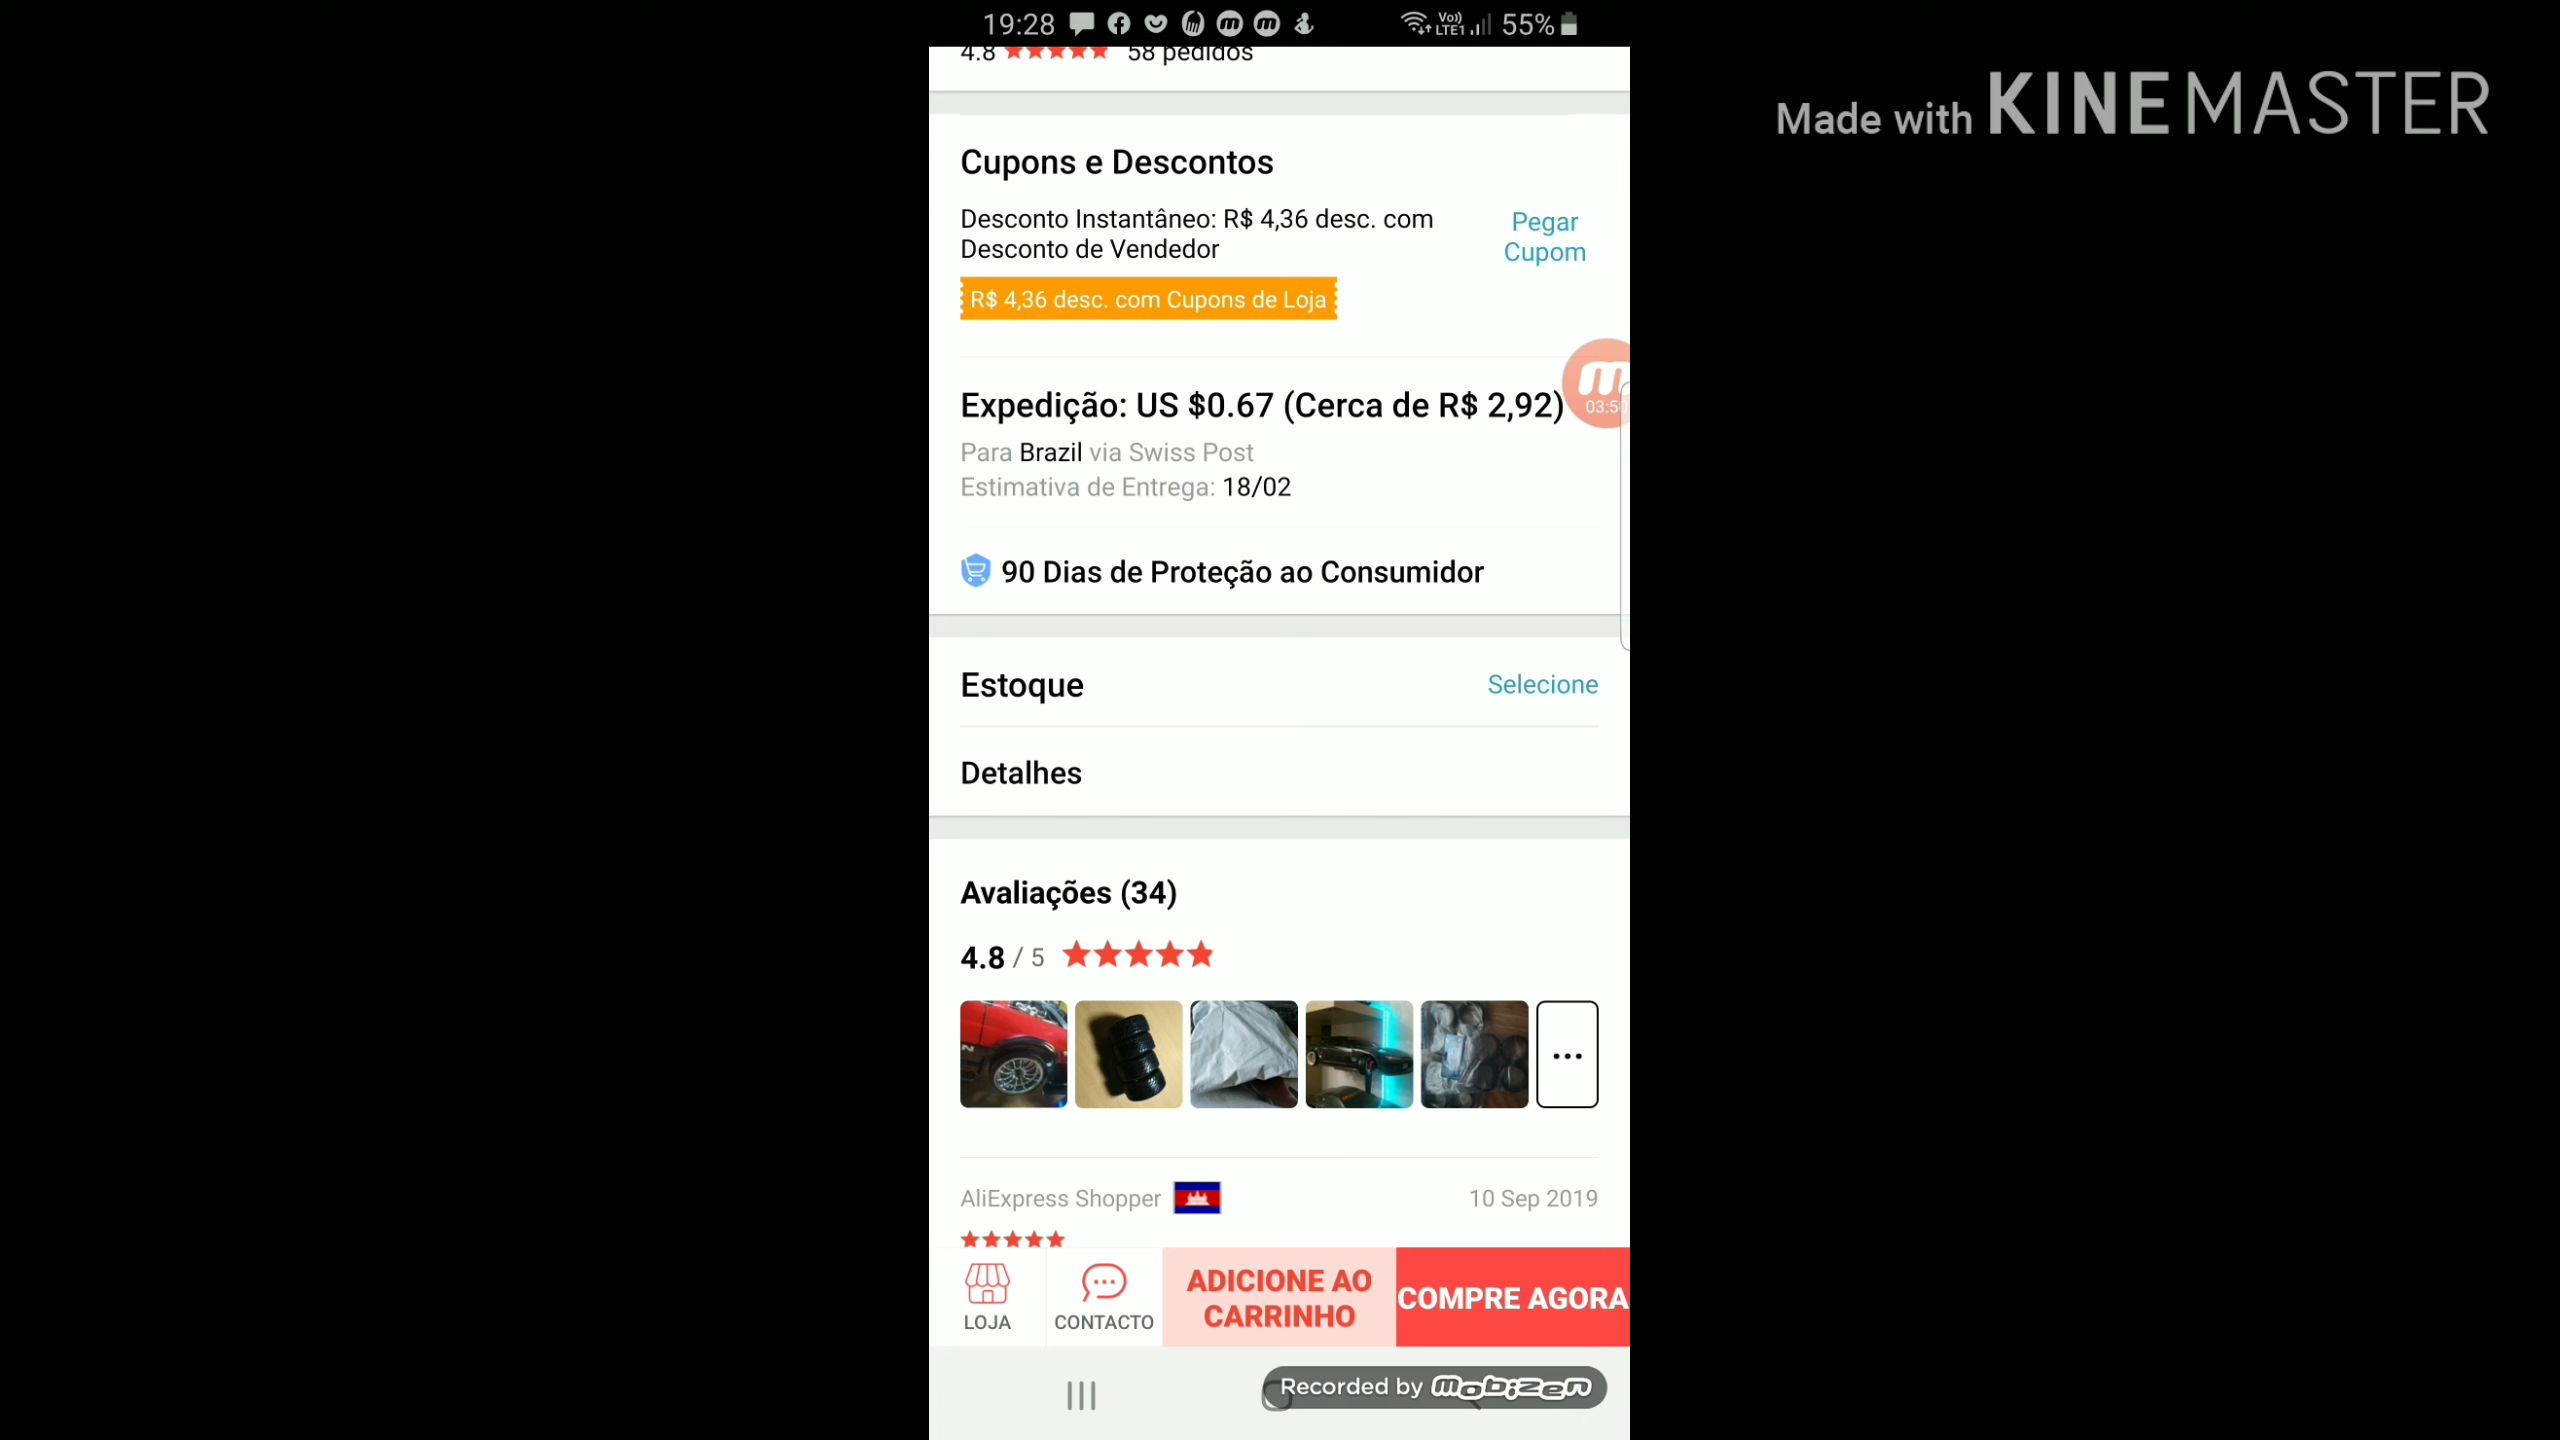 19:28
Vo))
LTE1
55%
4.8 58 pedidos
Made with KINEMASTER
Cupons e Descontos
Desconto Instantâneo: R$ 4,36 desc. com
Desconto de Vendedor
Pegar
Cupom
R$ 4,36 desc. com Cupons de Loja
Expedição: US $0.67 (Cerca de R$ 2,92)
03:5
Para Brazil via Swiss Post
Estimativa de Entrega: 18/02
90 Dias de Proteção ao Consumidor
Estoque
Selecione
Detalhes
Avaliações (34)
4.8 / 5
...
AliExpress Shopper
10 Sep 2019
LOJA
CONTACTO
ADICIONE AO
CARRINHO
COMPRE AGORA
Recorded by mobizen